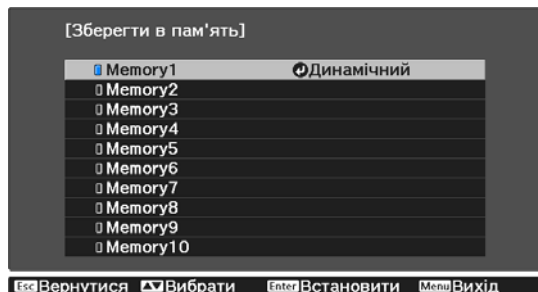 [Зберегти в пам'ять]
Memory1 Динамічний
Memory2
Memory3
Memory4
Memory5
Memory6
Memory7
Memory8
Memory9
Memory10
Esc Вернутися Вибрати Enter Встановити Menu Вихід